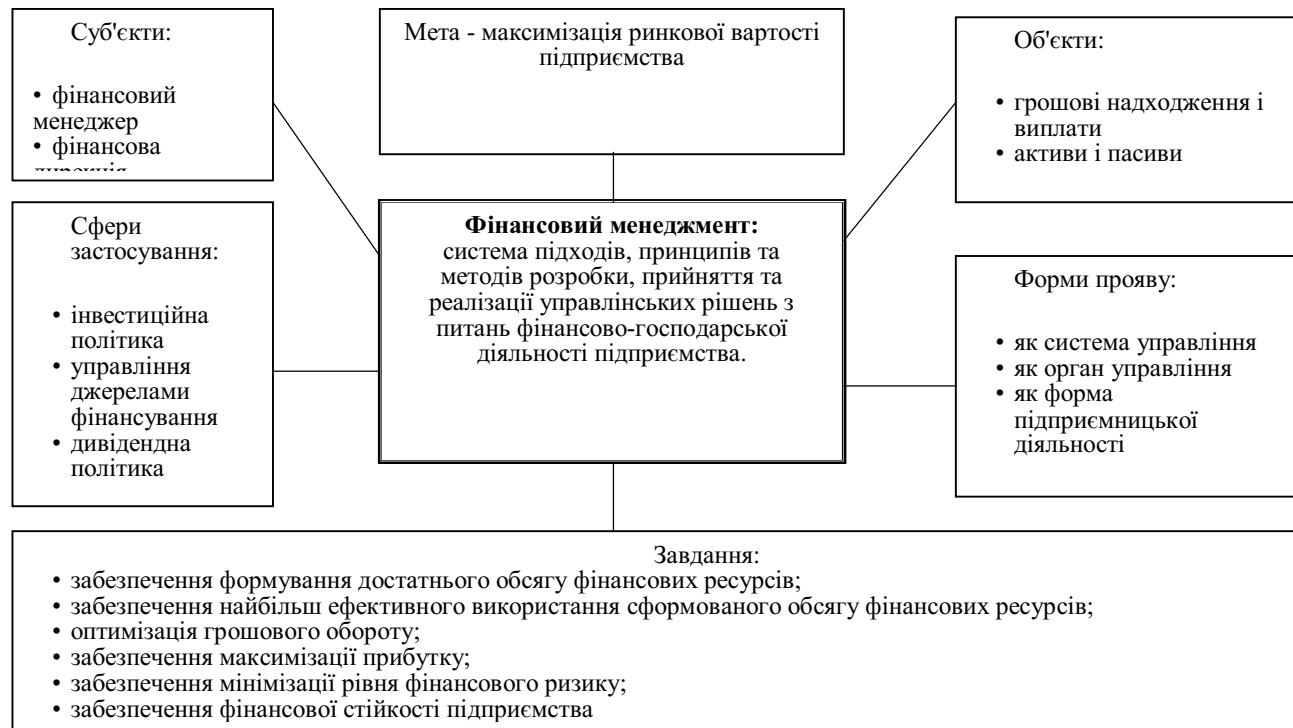 Суб'єкти:
• фінансовий
менеджер
• фінансова
Мета - максимізація ринкової вартості
підприємства
Об'єкти:
• грошові надходження і
виплати
• активи і пасиви
Сфери
застосування:
• інвестиційна
політика
• управління
джерелами
фінансування
• дивідендна
політика
Фінансовий менеджмент:
система підходів, принципів та
методів розробки, прийняття та
реалізації управлінських рішень з
питань фінансово-господарської
діяльності підприємства.
Форми прояву:
• як система управління
• як орган управління
• як форма
підприємницької
діяльності
Завдання:
• забезпечення формування достатнього обсягу фінансових ресурсів;
• забезпечення найбільш ефективного використання сформованого обсягу фінансових ресурсів;
• оптимізація грошового обороту;
• забезпечення максимізації прибутку;
• забезпечення мінімізації рівня фінансового ризику;
• забезпечення фінансової стійкості підприємства